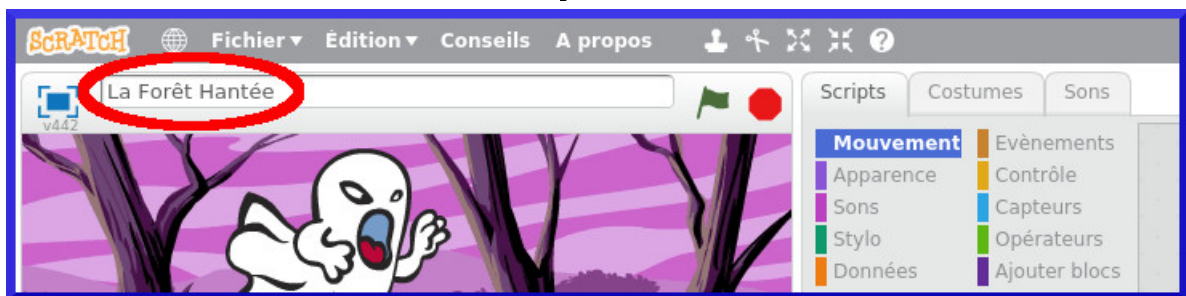 SCRATCH Fichier Édition Conseils A propos
La Forêt Hantée
v442
Scripts Costumes Sons
Mouvement Evènements
Apparence Contrôle
Sons Capteurs
Stylo Opérateurs
Données Ajouter blocs